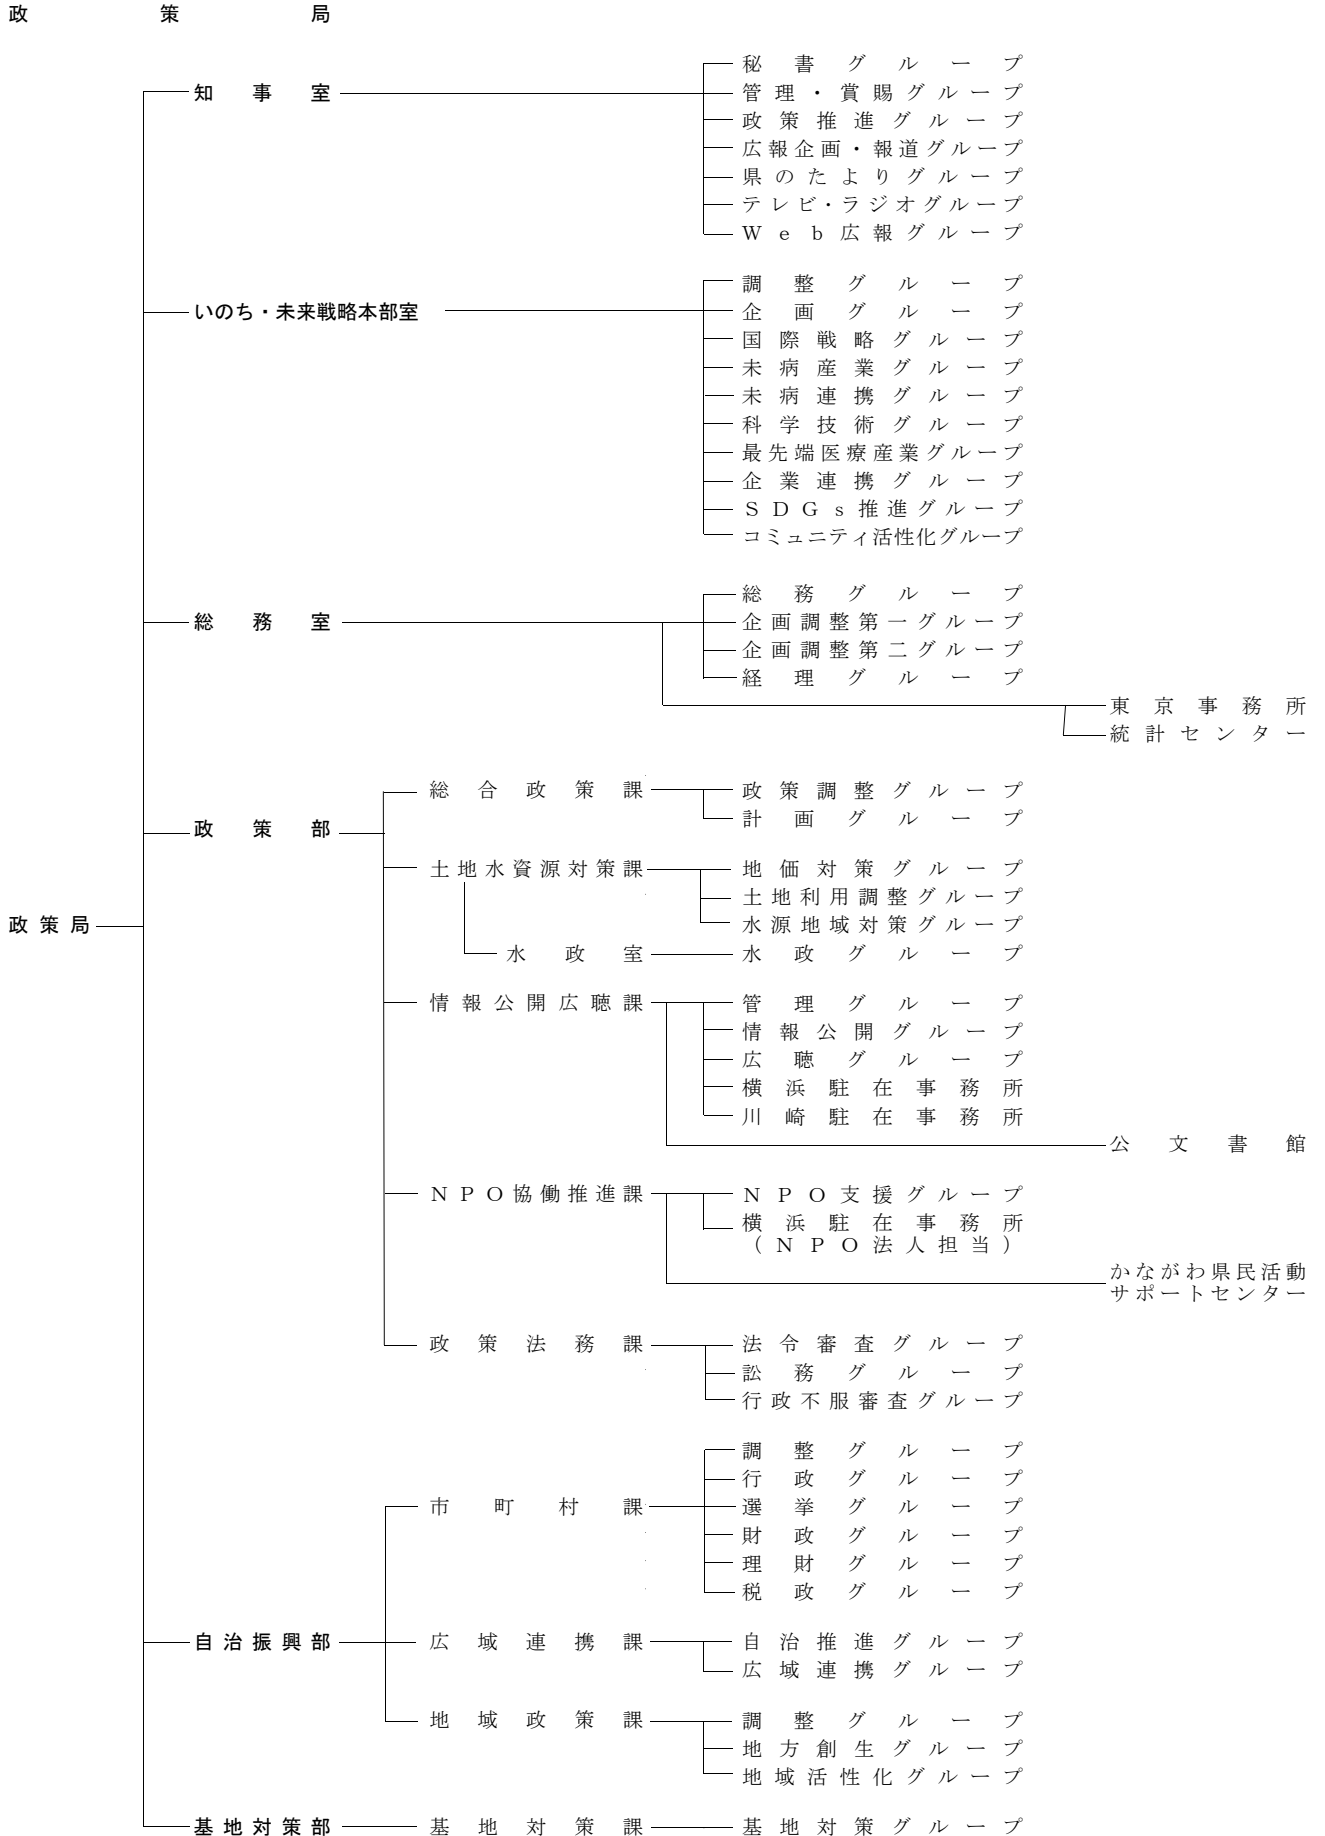 政策局
秘書グループ
知事室 管理・賞賜グループ
政策推進グループ
広報企画・報道グループ
県のたよりグループ
テレビ・ラジオグループ
Ｗｅｂ広報グループ
調整グループ
いのち・未来戦略本部室 企画グループ
国際戦略グループ
未病産業グループ
未病連携グループ
科学技術グループ
最先端医療産業グループ
企業連携グループ
ＳＤＧｓ推進グループ
コミュニティ活性化グループ
総務グループ
総務室 企画調整第一グループ
企画調整第二グループ
経理グループ
東京事務所
統計センター
総合政策課 政策調整グループ
計画グループ
政策部
土地水資源対策課 地価対策グループ
土地利用調整グループ
政策局 水源地域対策グループ
水政室 水政グループ
情報公開広聴課 管理グループ
情報公開グループ
広聴グループ
横浜駐在事務所
川崎駐在事務所
公文書館
ＮＰＯ協働推進課 ＮＰＯ支援グループ
横浜駐在事務所
（ＮＰＯ法人担当）
かながわ県民活動
サポートセンター
政策法務課 法令審査グループ
訟務グループ
行政不服審査グループ
調整グループ
行政グループ
市町村課 選挙グループ
財政グループ
理財グループ
税政グループ
自治振興部 広域連携課 自治推進グループ
広域連携グループ
地域政策課 調整グループ
地方創生グループ
地域活性化グループ
基地対策部 基地対策課 基地対策グループ